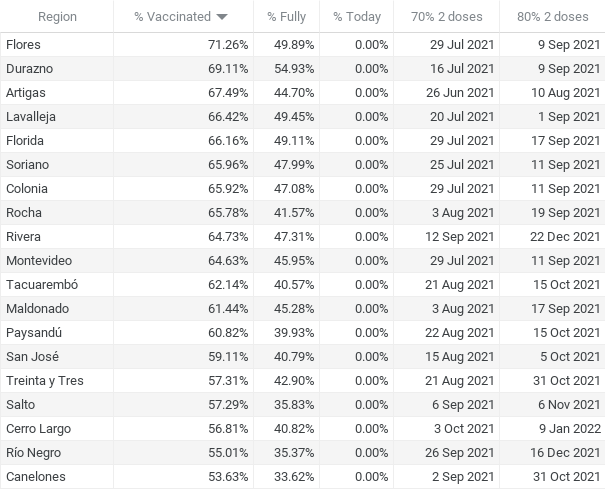 Region % Vaccinated % Fully % Today 70% 2 doses 80% 2 doses
Flores 71.26% 49.89% 0.00% 29 Jul 2021 9 Sep 2021
Durazno 69.11% 54.93% 0.00% 16 Jul 2021 9 Sep 2021
Artigas 67.49% 44.70% 0.00% 26 Jun 2021 10 Aug 2021
Lavalleja 66.42% 49.45% 0.00% 20 Jul 2021 1 Sep 2021
Florida 66.16% 49.11% 0.00% 29 Jul 2021 17 Sep 2021
Soriano 65.96% 47.99% 0.00% 25 Jul 2021 11 Sep 2021
Colonia 65.92% 47.08% 0.00% 29 Jul 2021 11 Sep 2021
Rocha 65.78% 41.57% 0.00% 3 Aug 2021 19 Sep 2021
Rivera 64.73% 47.31% 0.00% 12 Sep 2021 22 Dec 2021
Montevideo 64.63% 45.95% 0.00% 29 Jul 2021 11 Sep 2021
Tacuarembó 62.14% 40.57% 0.00% 21 Aug 2021 15 Oct 2021
Maldonado 61.44% 45.28% 0.00% 3 Aug 2021 17 Sep 2021
Paysandú 60.82% 39.93% 0.00% 22 Aug 2021 15 Oct 2021
San José 59.11% 40.79% 0.00% 15 Aug 2021 5 Oct 2021
Treinta y Tres 57.31% 42.90% 0.00% 21 Aug 2021 31 Oct 2021
Salto 57.29% 35.83% 0.00% 6 Sep 2021 6 Nov 2021
Cerro Largo 56.81% 40.82% 0.00% 3 Oct 2021 9 Jan 2022
Río Negro 55.01% 35.37% 0.00% 26 Sep 2021 16 Dec 2021
Canelones 53.63% 33.62% 0.00% 2 Sep 2021 31 Oct 2021